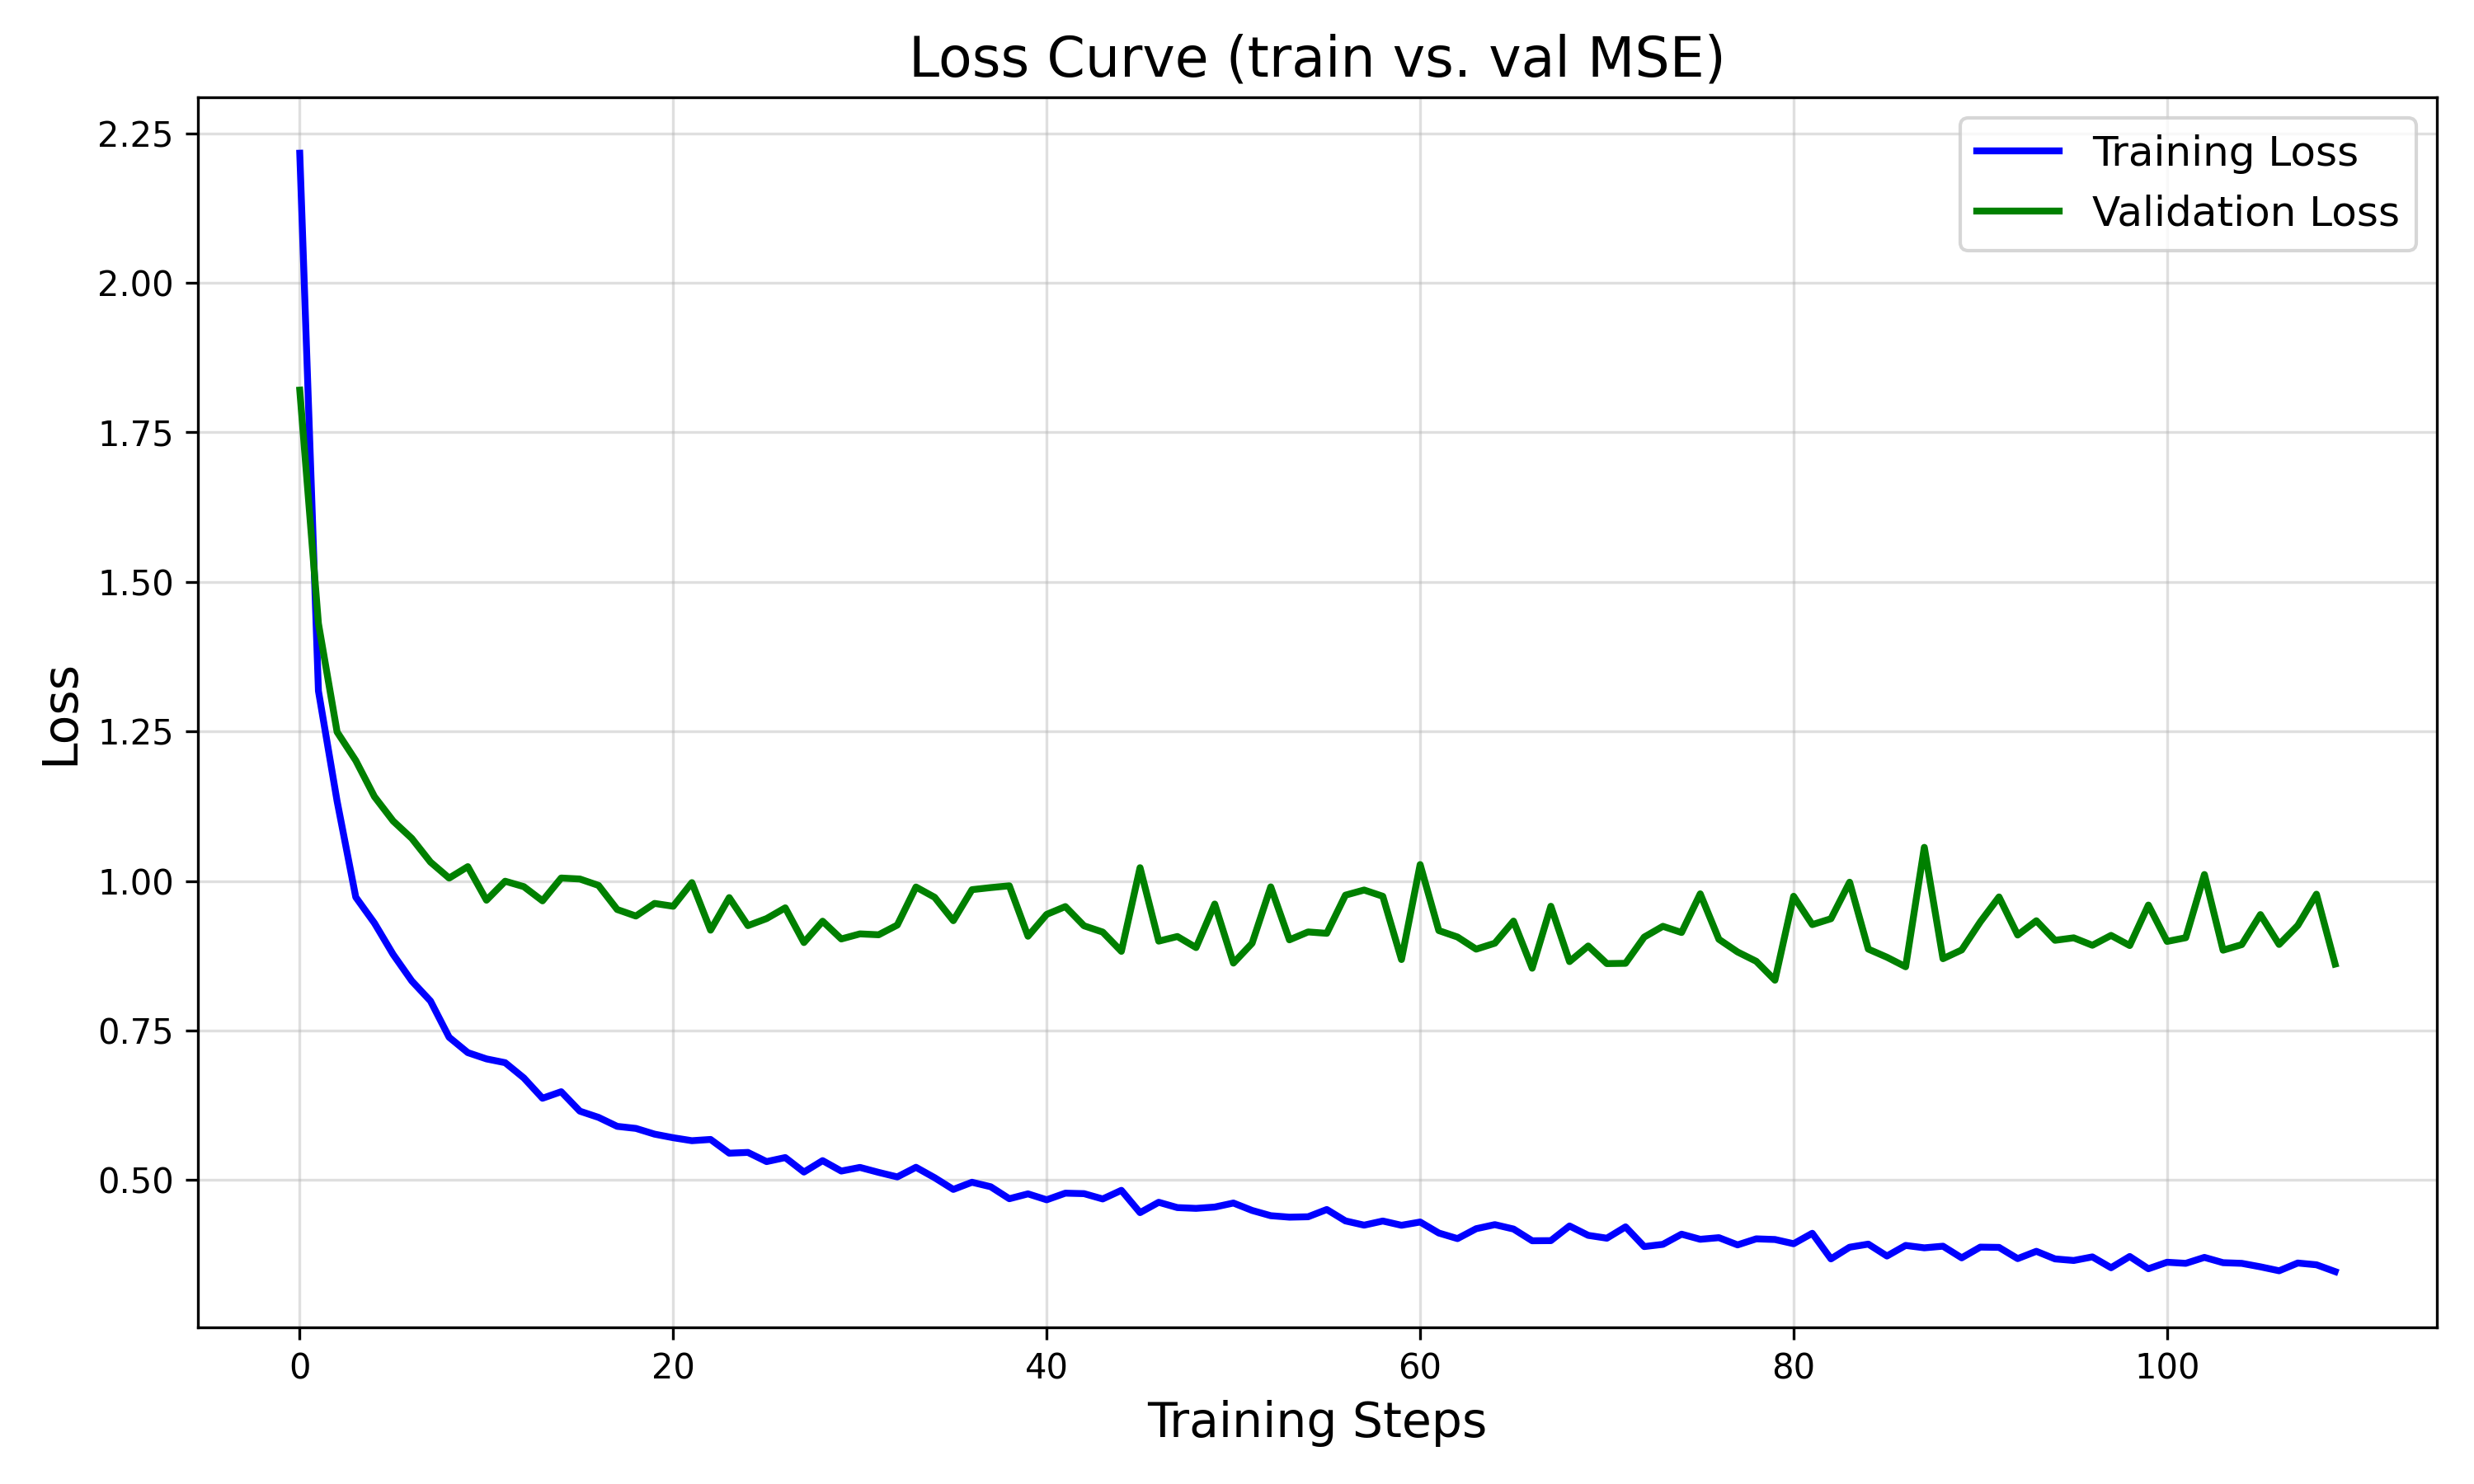 Loss Curve (train vs. val MSE)
Training Loss
Validation Loss
2.25
2.00
1.75
1.50
1.25
1.00
0.75
0.50
Loss
0
20
40
60
80
100
Training Steps